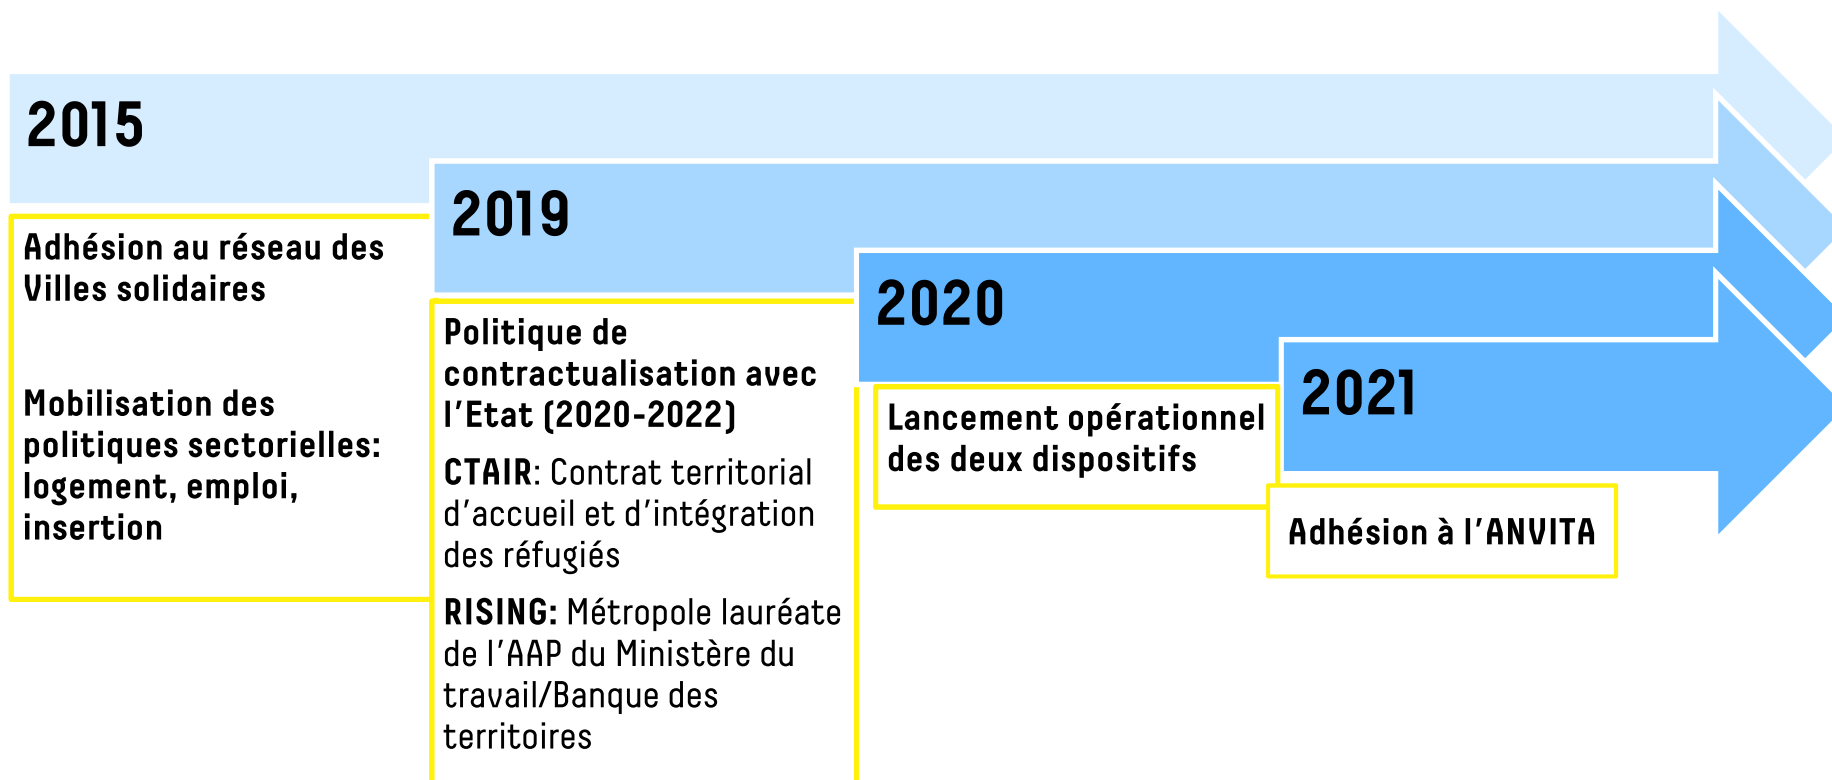 2015
Adhésion au réseau des
Villes solidaires
Mobilisation des
politiques sectorielles:
logement, emploi,
insertion
2019
Politique de
contractualisation avec
l'Etat (2020-2022)
CTAIR: Contrat territorial
d'accueil et d'intégration
des réfugiés
RISING: Métropole lauréate
de l'AAP du Ministère du
travail/Banque des
territoires
2020
Lancement opérationnel
des deux dispositifs
2021
Adhésion à l'ANVITA